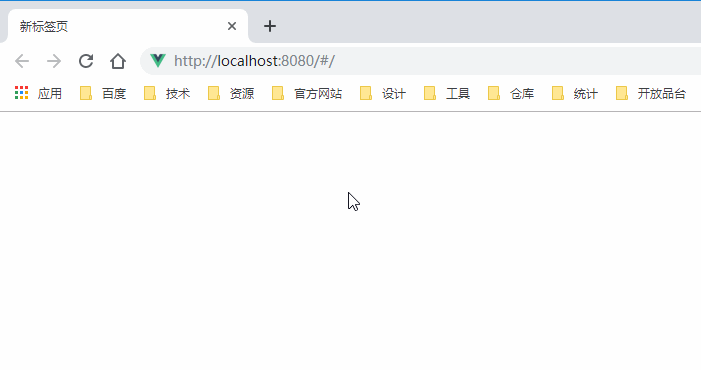 新标签页
http://localhost:8080/#/
应用 百度 技术 资源 官方网站 设计 工具 仓库 统计 开放品台